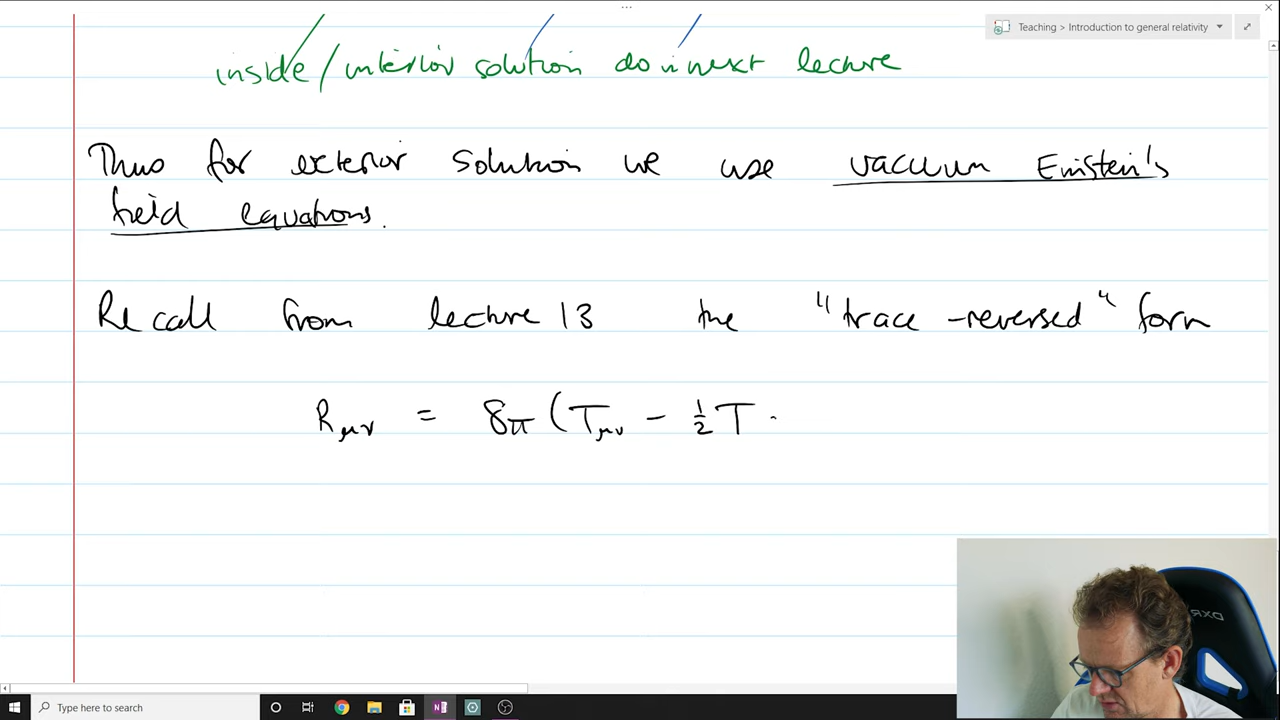 Teaching > Introduction to general relativity
inside/interior solution do in next lecture
Thus for exterior solution we use vacuum Einstein's
field equations.
Recall from lecture 13 the "trace-reversed" form
Rμν = 8π (Tμν - ½ T
Type here to search
DXR